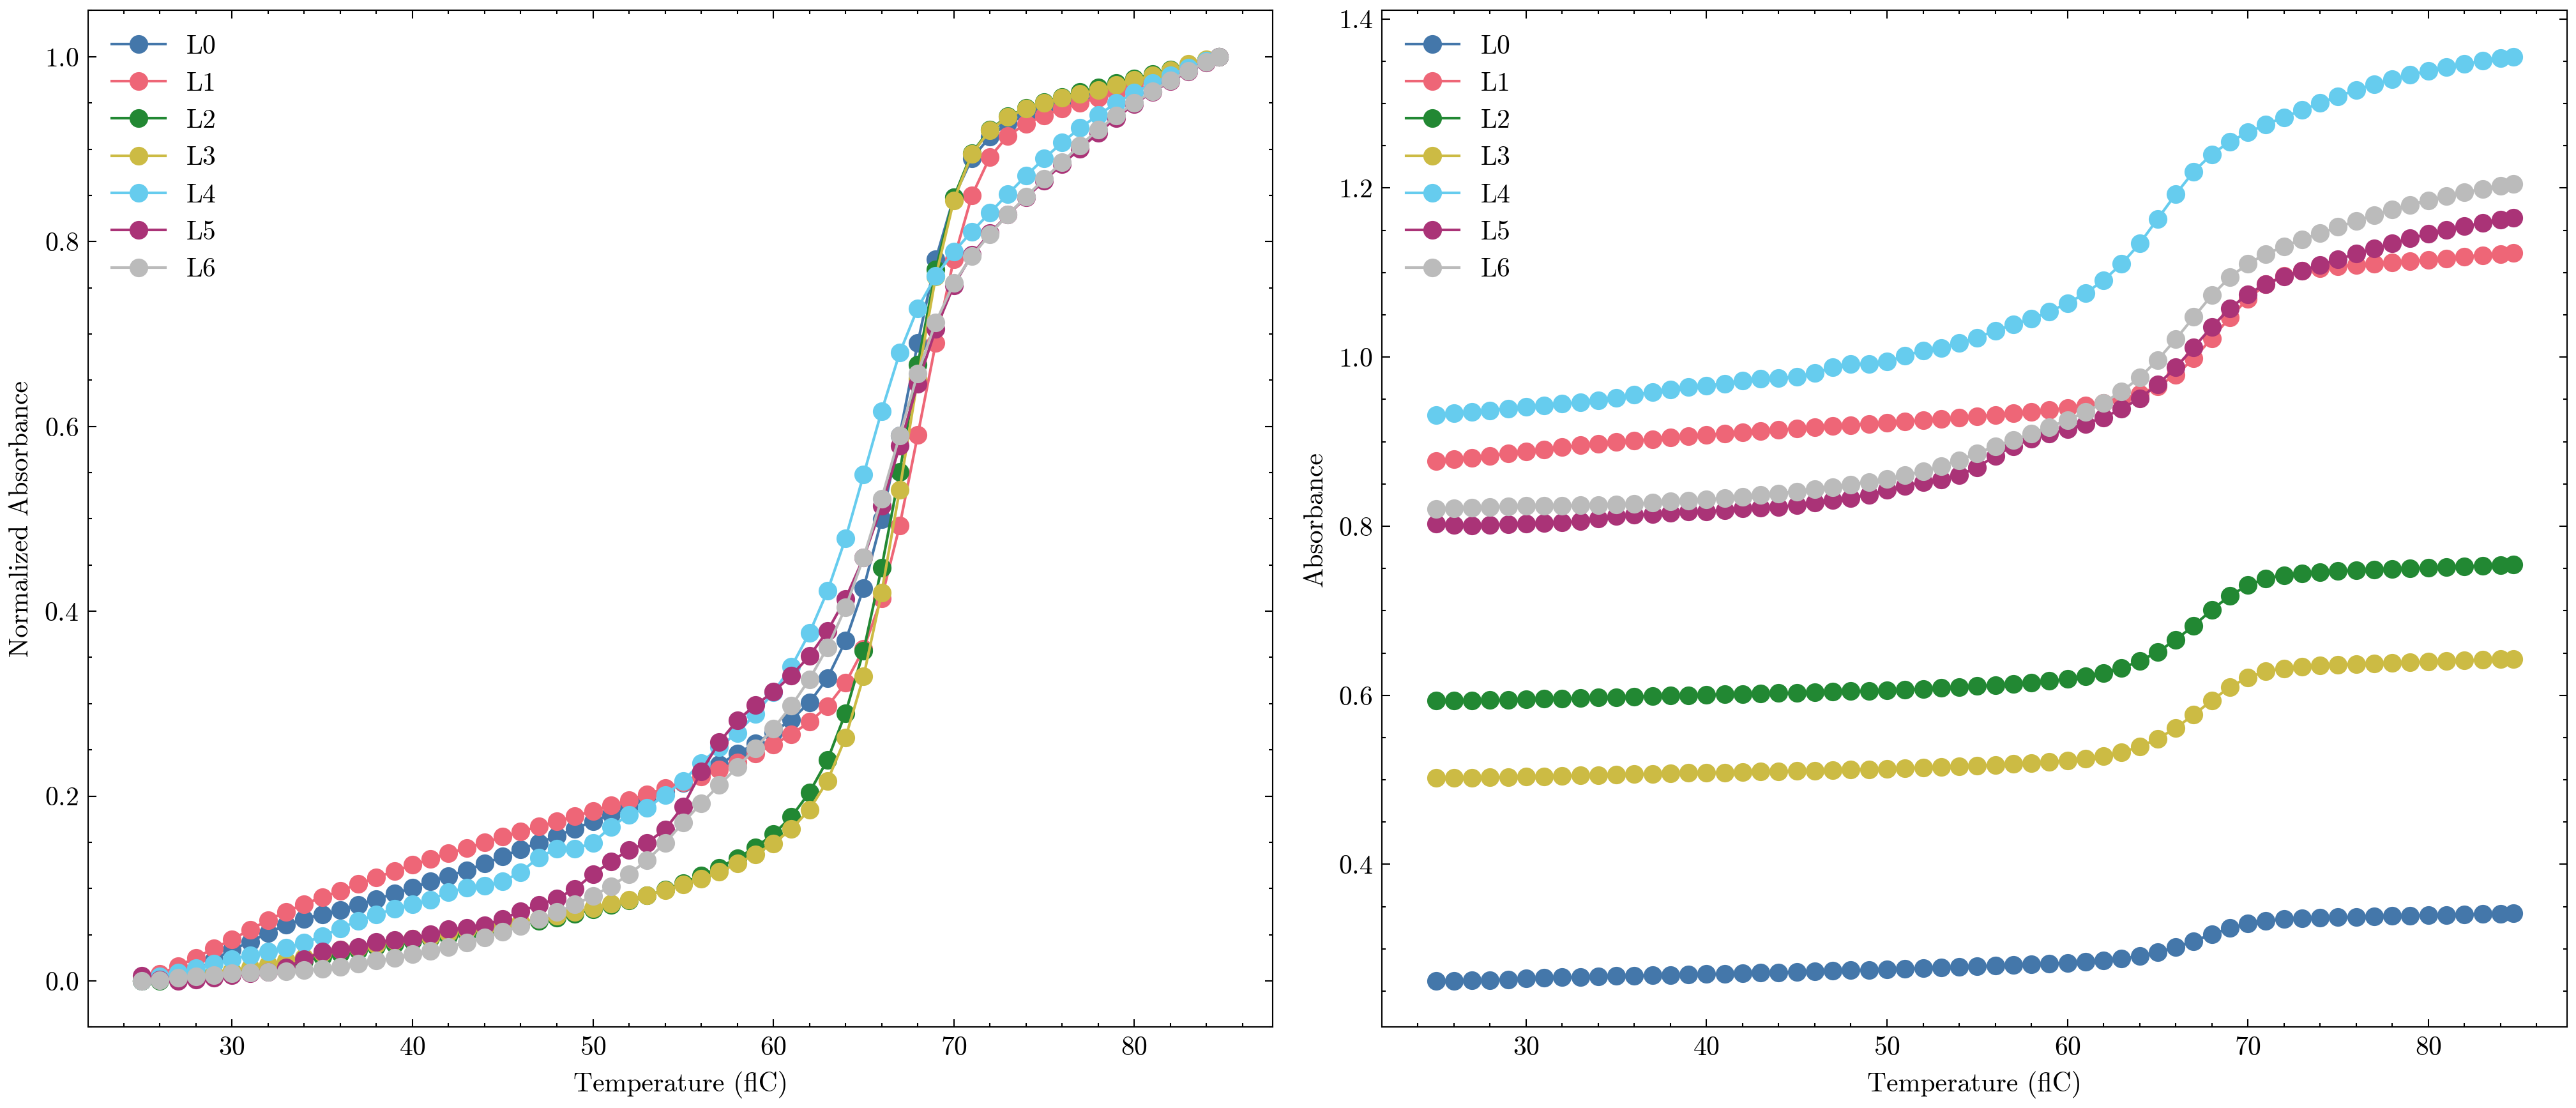 L0
L1
L2
L3
L4
L5
L6
1.0
0.8
0.6
0.4
0.2
0.0
Normalized Absorbance
30 40 50 60 70 80
Temperature (flC)
L0
L1
L2
L3
L4
L5
L6
1.4
1.2
1.0
0.8
0.6
0.4
Absorbance
30 40 50 60 70 80
Temperature (flC)